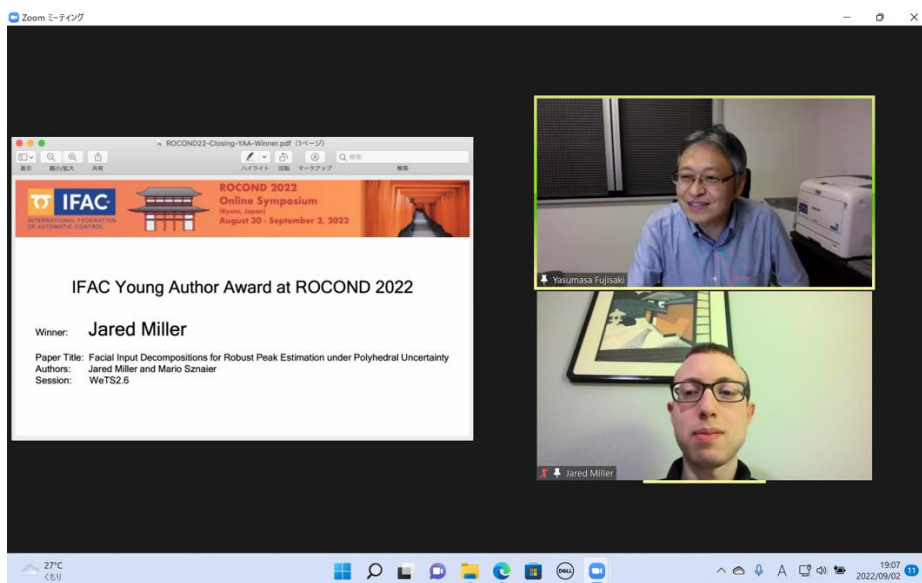 Zoom ミーティング
ROCOND22-Closing-YAA-Winner.pdf (1ページ)
検索
表示 縮小/拡大 共有 ハイライト 回転 マークアップ 検索
IFAC
INTERNATIONAL FEDERATION
OF AUTOMATIC CONTROL
ROCOND 2022
Online Symposium
(Kyoto, Japan)
August 30 - September 2, 2022
IFAC Young Author Award at ROCOND 2022
Winner: Jared Miller
Paper Title: Facial Input Decompositions for Robust Peak Estimation under Polyhedral Uncertainty
Authors: Jared Miller and Mario Sznaier
Session: WeTS2.6
Yasumasa Fujisaki
Jared Miller
27°C
くもり
DELL
A
19:07
2022/09/02
11